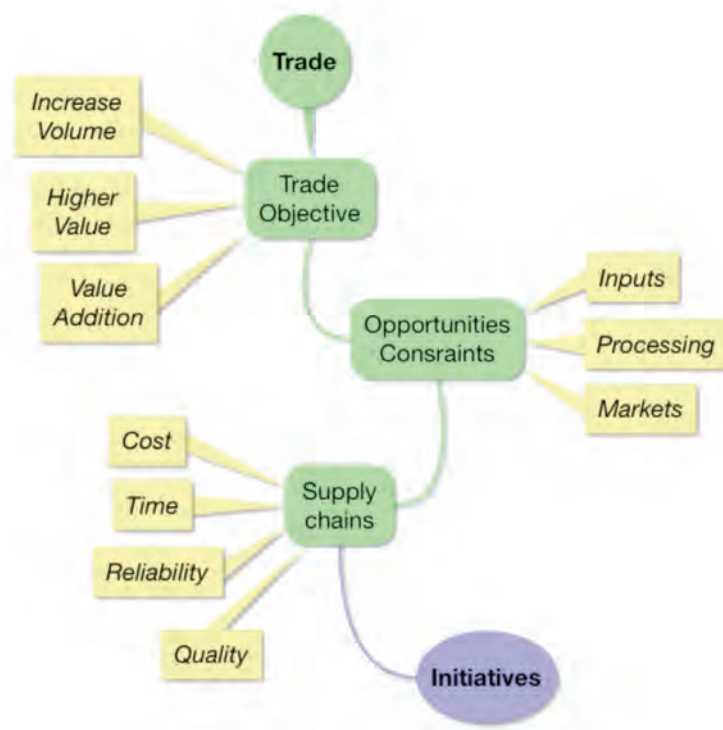 Trade
Increase
Volume
Trade
Objective
Higher
Value
Value
Addition
Opportunities
Consraints
Inputs
Processing
Markets
Cost
Supply
chains
Time
Reliability
Quality
Initiatives